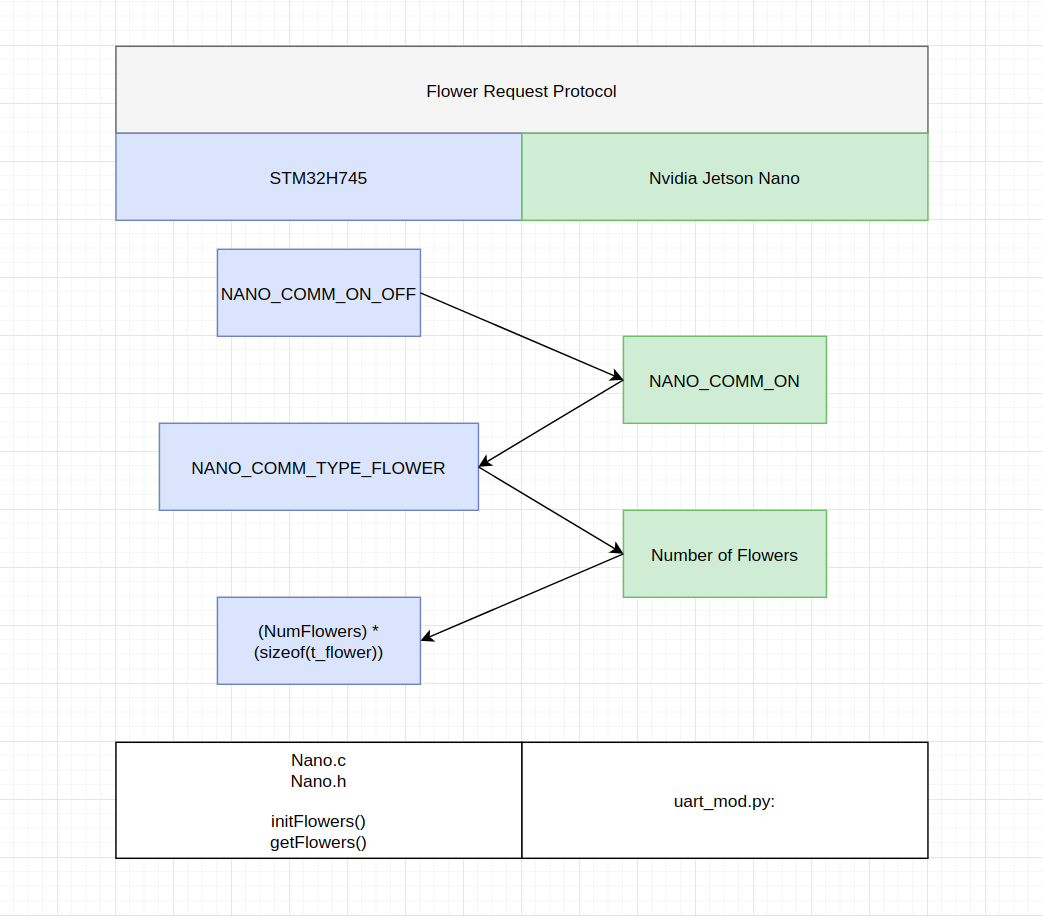 Flower Request Protocol
STM32H745
Nvidia Jetson Nano
NANO_COMM_ON_OFF
NANO_COMM_ON
NANO_COMM_TYPE_FLOWER
Number of Flowers
(NumFlowers) *
(sizeof(t_flower))
Nano.c
Nano.h
initFlowers()
getFlowers()
uart_mod.py: